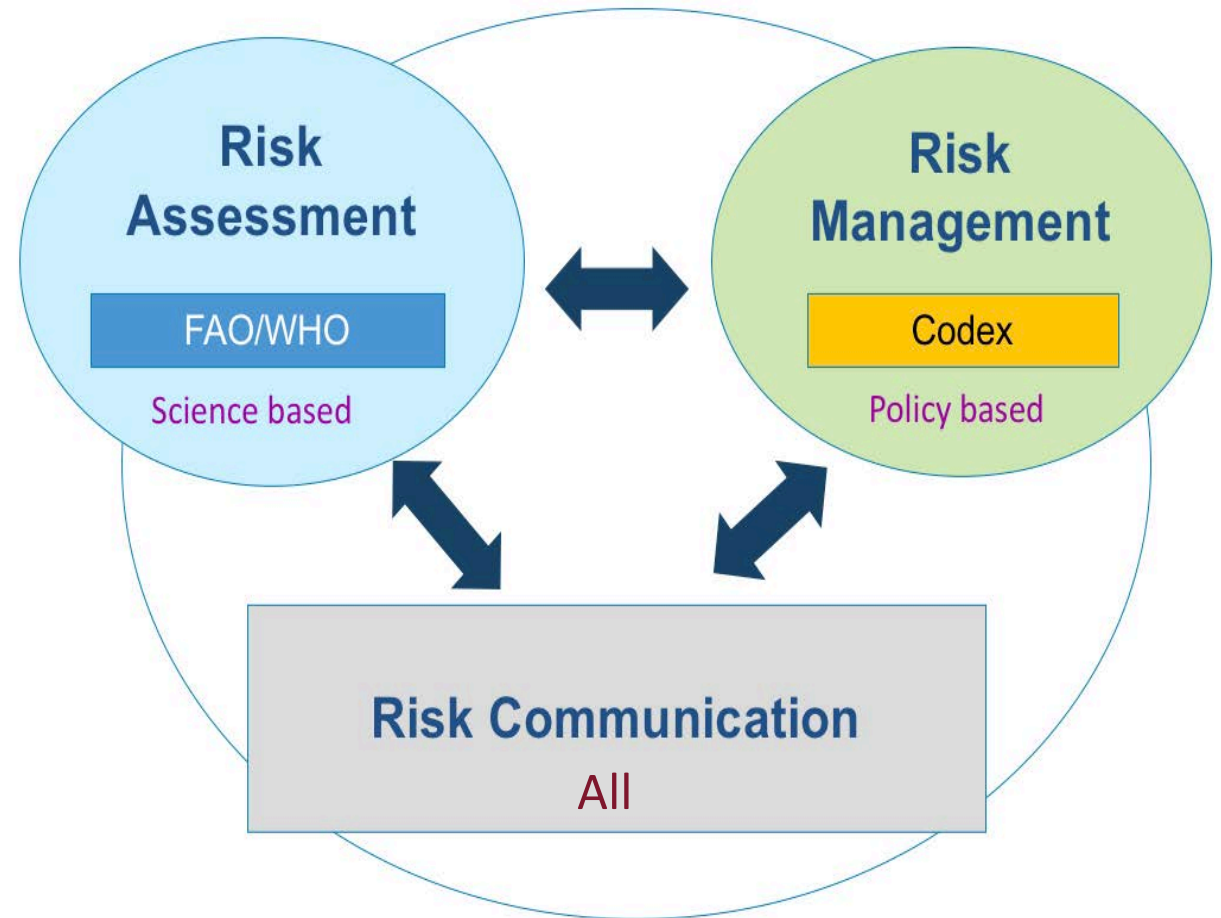 Risk
Assessment
FAO/WHO
Science based
Risk
Management
Codex
Policy based
Risk Communication
All